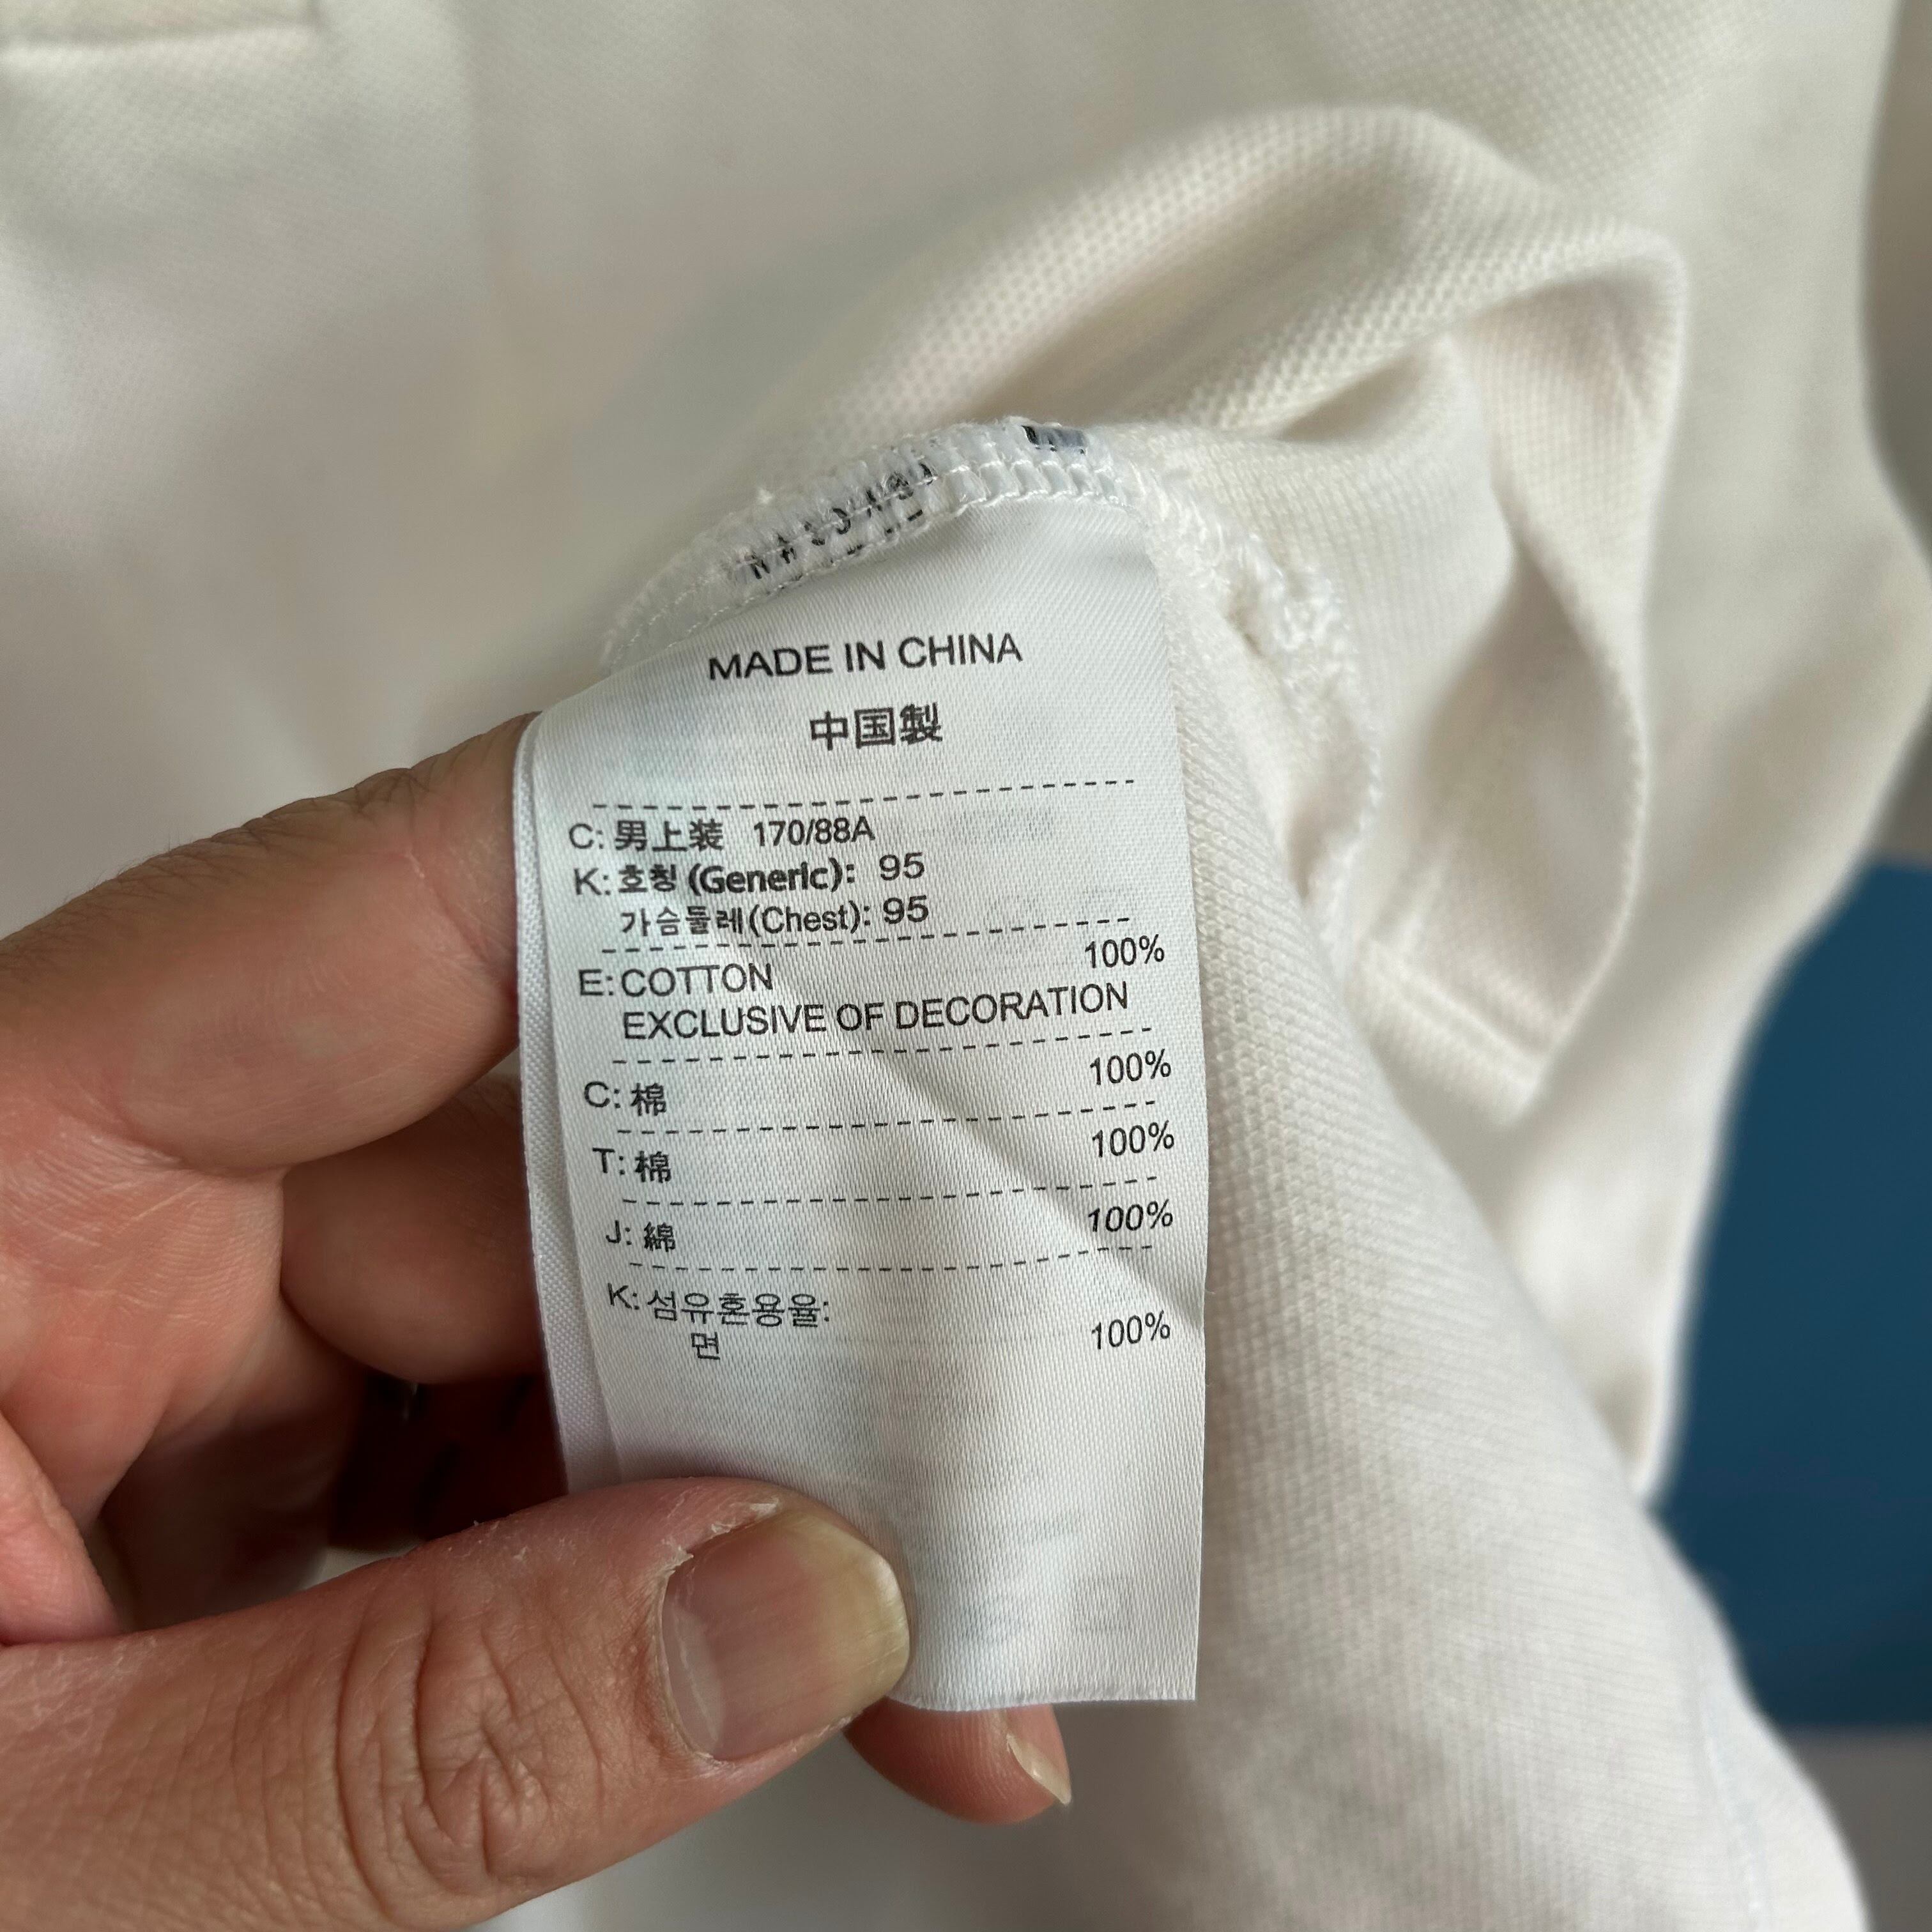 MADE IN CHINA
中国製
C: 男上装 170/88A
K: 호칭 (Generic): 95
가슴둘레 (Chest): 95
E: COTTON 100%
EXCLUSIVE OF DECORATION
C: 棉 100%
T: 棉 100%
J: 綿 100%
K: 섬유혼용율:
면 100%